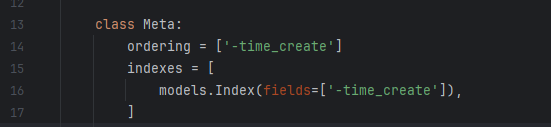 12
13 class Meta:
14 ordering = ['-time_create']
15 indexes = [
16 models.Index(fields=['-time_create']),
17 ]